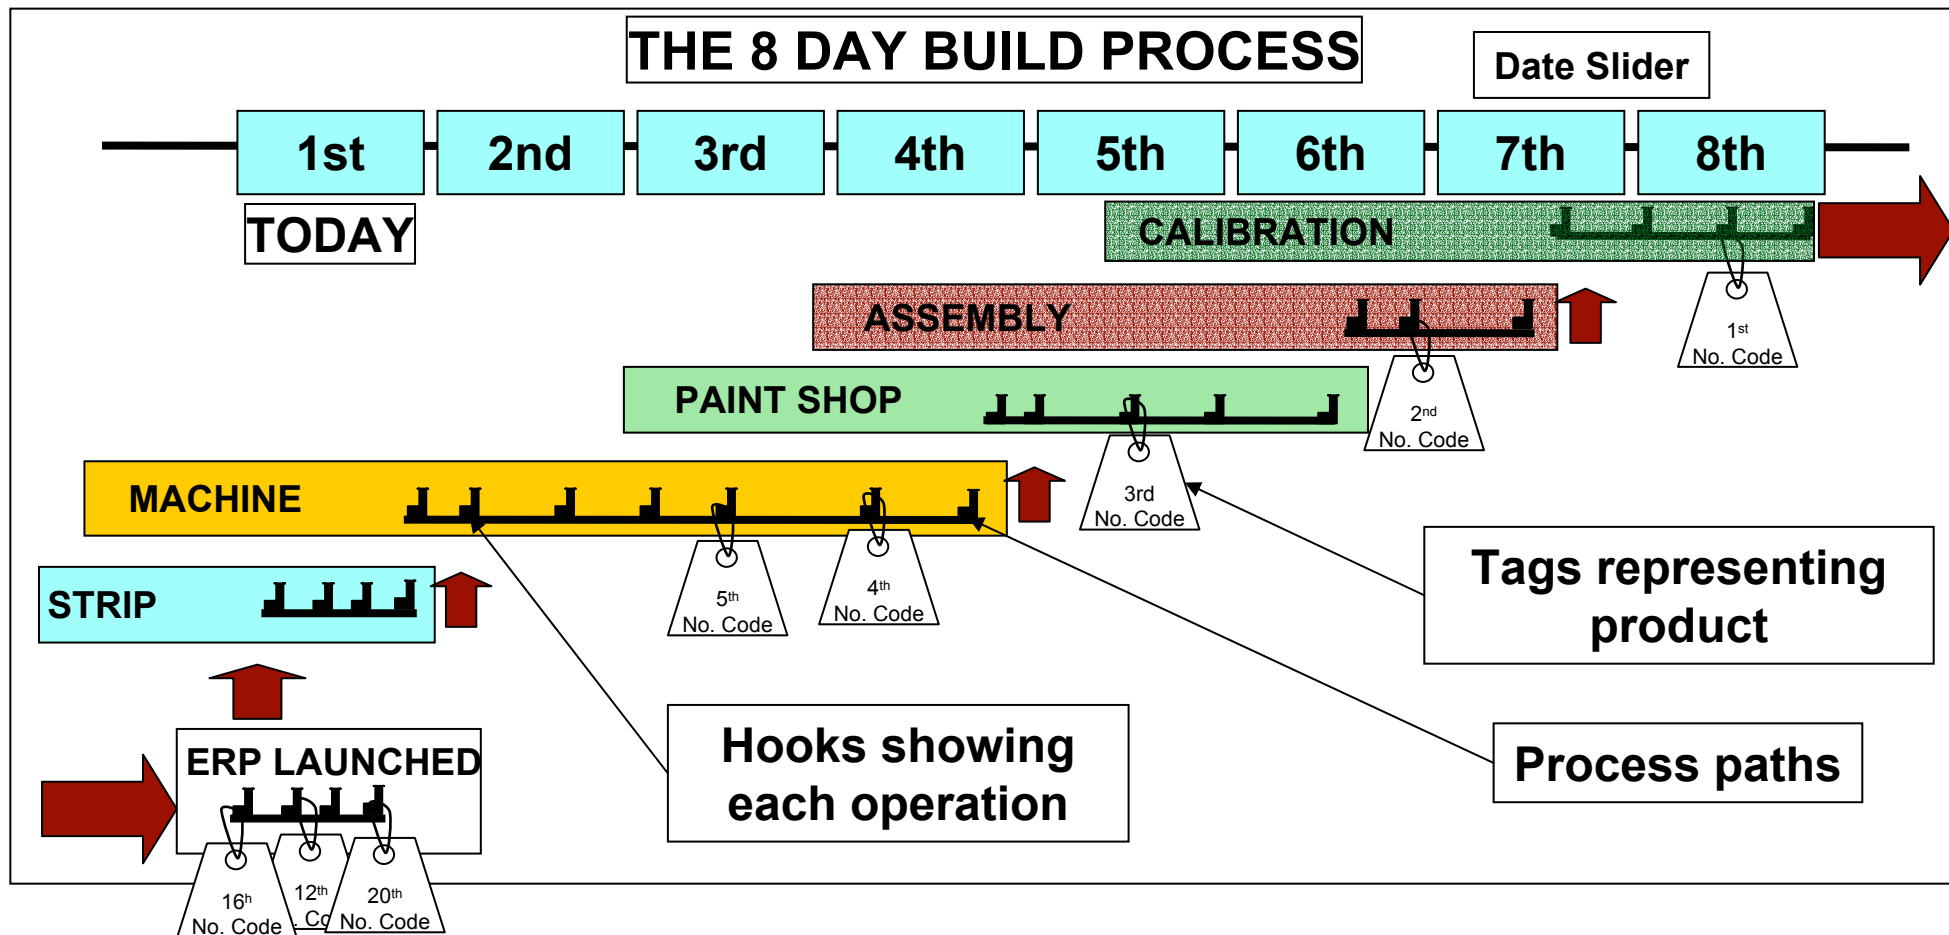 THE 8 DAY BUILD PROCESS
Date Slider
1st 2nd 3rd 4th 5th 6th 7th 8th
TODAY
CALIBRATION
1st
No. Code
ASSEMBLY
2nd
No. Code
PAINT SHOP
3rd
No. Code
MACHINE
5th
No. Code
4th
No. Code
Tags representing
product
STRIP
Hooks showing
each operation
Process paths
ERP LAUNCHED
16h
No. Code
12th
. Co
20th
No. Code